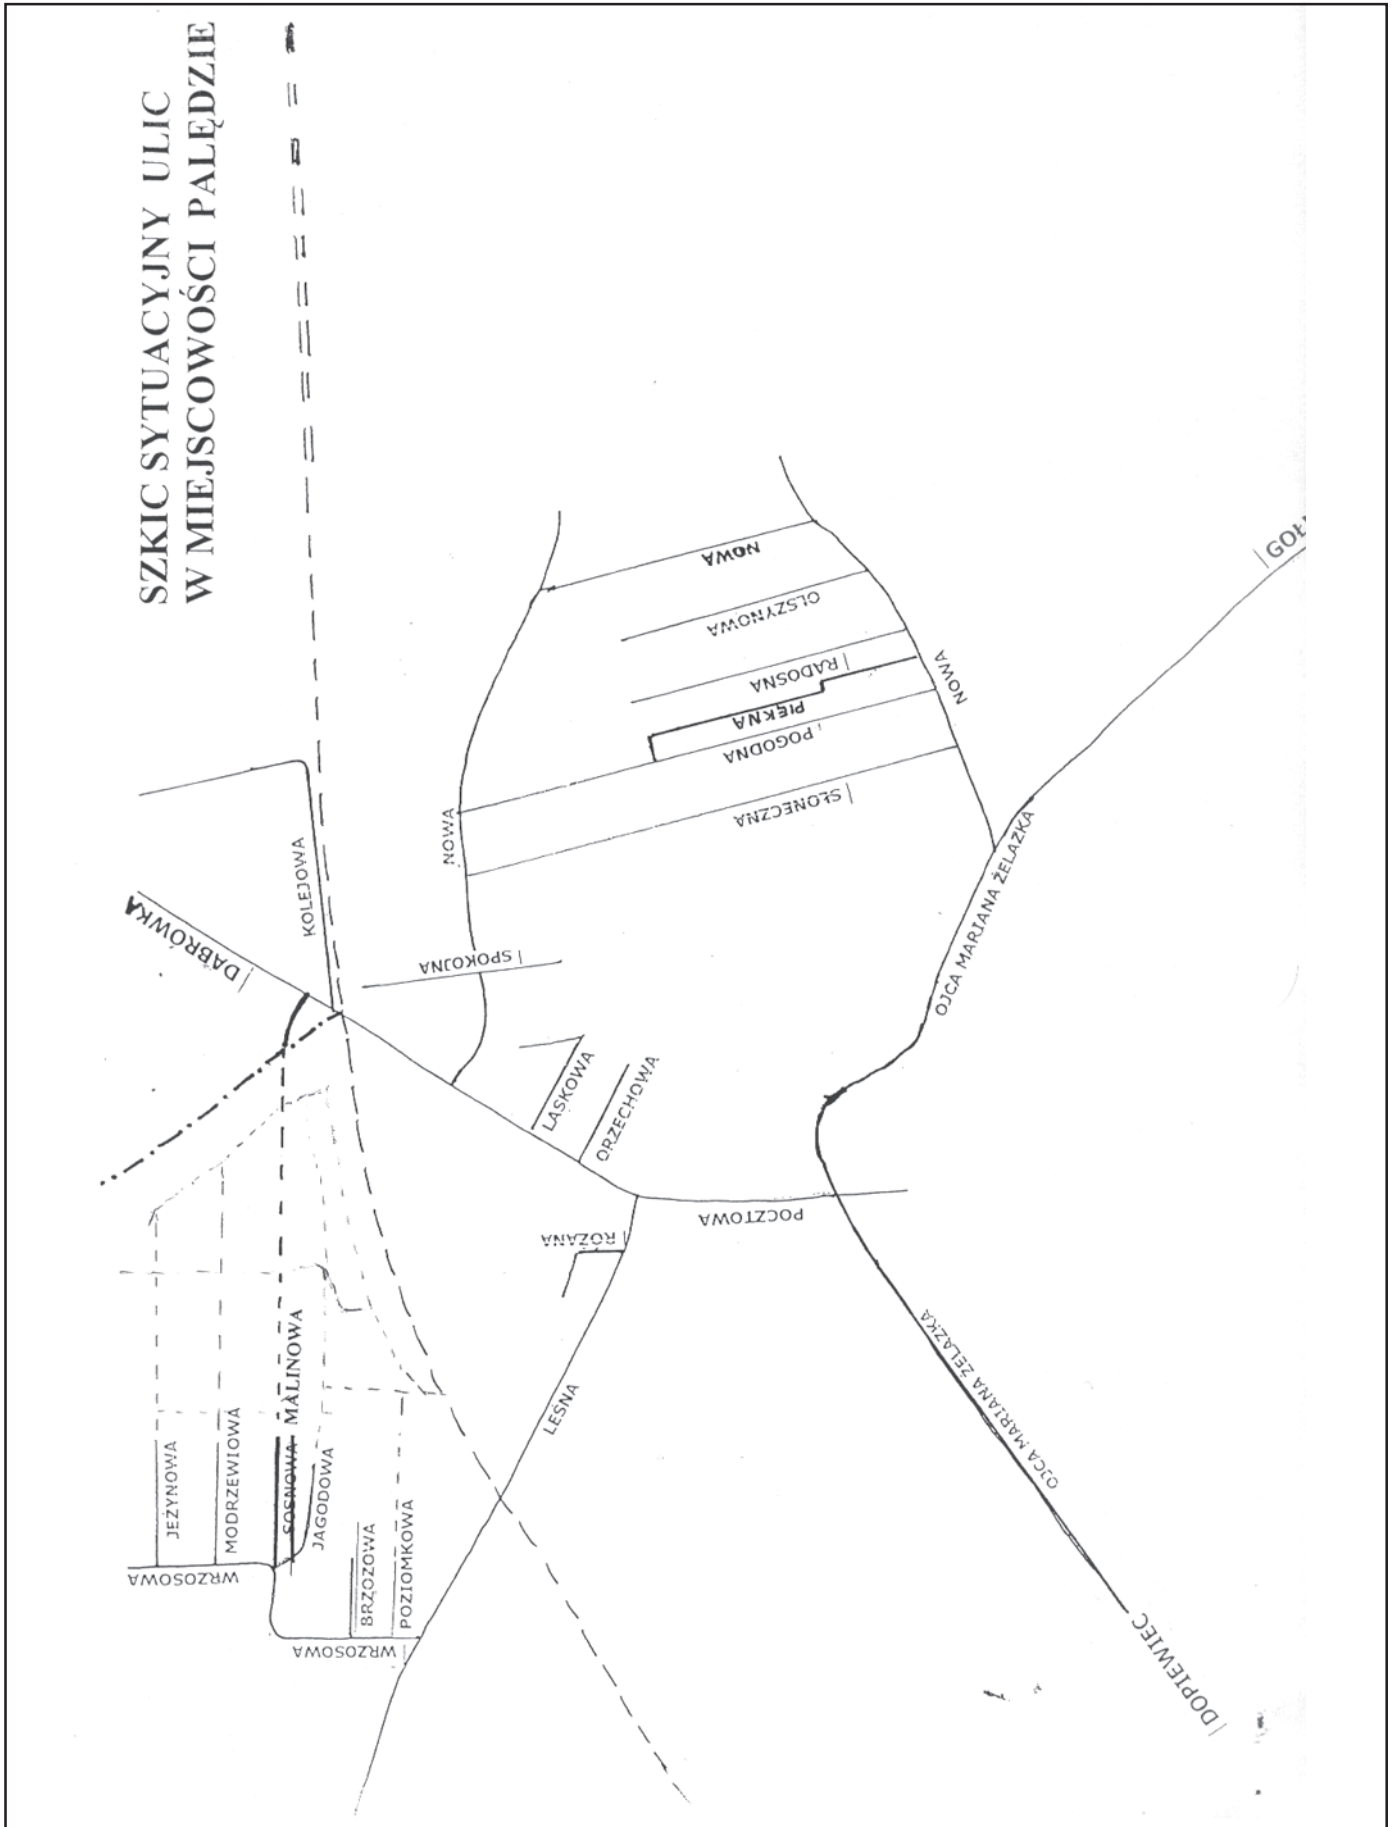 SZKIC SYTUACYJNY ULIC
W MIEJSCOWOŚCI PALĘDZIE
DĄBRÓWKA
KOLEJOWA
NOWA
SPOKOJNA
NOWA
OLSZYNOWA
RADOSNA
PIĘKNA
POGODNA
SŁONECZNA
NOWA
OJCA MARIANA ŻELAZKA
LASKOWA
ORZECHOWA
POCZTOWA
RÓŻANA
LEŚNA
JEŻYNOWA
MODRZEWIOWA
SOSNOWA
MALINOWA
JAGODOWA
BRZOZOWA
POZIOMKOWA
WRZOSOWA
WRZOSOWA
OJCA MARIANA ŻELAZKA
DOPIEWIEC